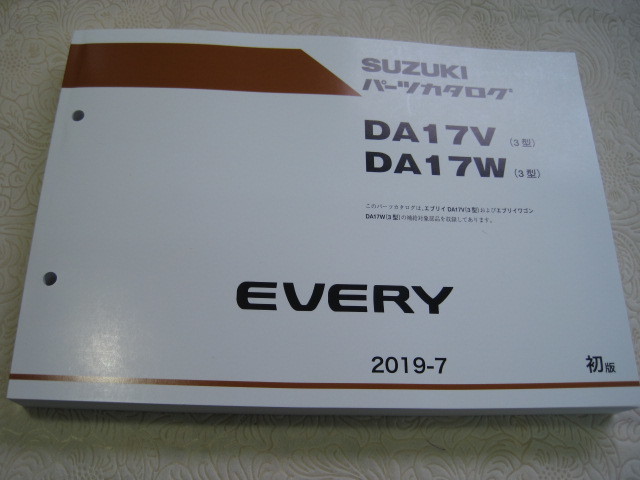 SUZUKI
パーツカタログ
DA17V (3型)
DA17W (3型)
このパーツカタログは、エブリイ DA17V(3型)およびエブリイワゴン
DA17W(3型)の補給対象部品を収録してあります。
EVERY
2019-7 初版